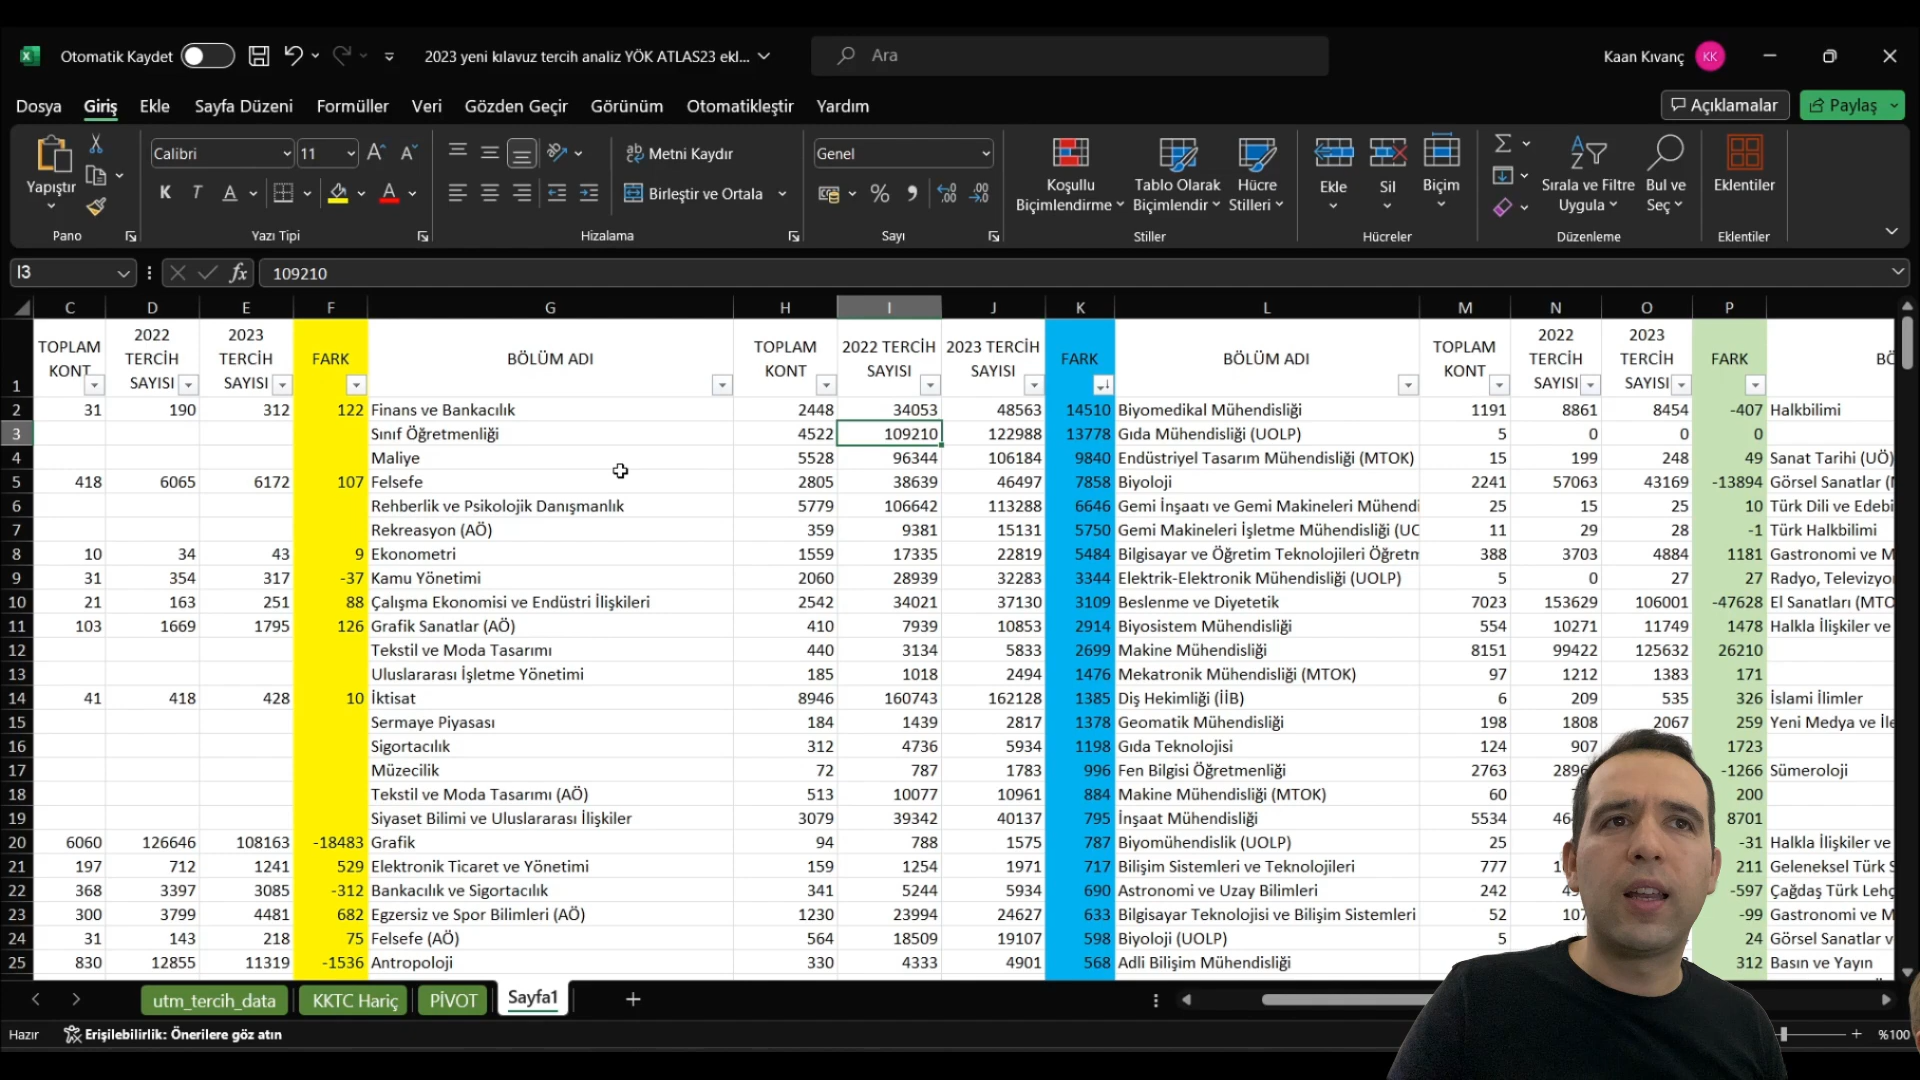 Otomatik Kaydet 2023 yeni kılavuz tercih analiz YÖK ATLAS23 ekl... Ara Kaan Kıvanç KK
Dosya Giriş Ekle Sayfa Düzeni Formüller Veri Gözden Geçir Görünüm Otomatikleştir Yardım Açıklamalar Paylaş
Calibri 11 Metni Kaydır Genel
Yapıştır K T A A Birleştir ve Ortala % Koşullu Biçimlendirme Tablo Olarak Biçimlendir Hücre Stilleri Ekle Sil Biçim Sırala ve Filtre Uygula Bul ve Seç Eklentiler
Pano Yazı Tipi Hizalama Sayı Stiller Hücreler Düzenleme Eklentiler
I3 fx 109210
C D E F G H I J K L M N O P
1 TOPLAM KONT 2022 TERCİH SAYISI 2023 TERCİH SAYISI FARK BÖLÜM ADI TOPLAM KONT 2022 TERCİH SAYISI 2023 TERCİH SAYISI FARK BÖLÜM ADI TOPLAM KONT 2022 TERCİH SAYISI 2023 TERCİH SAYISI FARK
2 31 190 312 122 Finans ve Bankacılık 2448 34053 48563 14510 Biyomedikal Mühendisliği 1191 8861 8454 -407 Halkbilimi
3 Sınıf Öğretmenliği 4522 109210 122988 13778 Gıda Mühendisliği (UOLP) 5 0 0 0
4 Maliye 5528 96344 106184 9840 Endüstriyel Tasarım Mühendisliği (MTOK) 15 199 248 49 Sanat Tarihi (UÖ)
5 418 6065 6172 107 Felsefe 2805 38639 46497 7858 Biyoloji 2241 57063 43169 -13894 Görsel Sanatlar
6 Rehberlik ve Psikolojik Danışmanlık 5779 106642 113288 6646 Gemi İnşaatı ve Gemi Makineleri Mühendi 25 15 25 10 Türk Dili ve Edebi
7 Rekreasyon (AÖ) 359 9381 15131 5750 Gemi Makineleri İşletme Mühendisliği (UC 11 29 28 -1 Türk Halkbilimi
8 10 34 43 9 Ekonometri 1559 17335 22819 5484 Bilgisayar ve Öğretim Teknolojileri Öğretm 388 3703 4884 1181 Gastronomi ve M
9 31 354 317 -37 Kamu Yönetimi 2060 28939 32283 3344 Elektrik-Elektronik Mühendisliği (UOLP) 5 0 27 27 Radyo, Televizyo
10 21 163 251 88 Çalışma Ekonomisi ve Endüstri İlişkileri 2542 34021 37130 3109 Beslenme ve Diyetetik 7023 153629 106001 -47628 El Sanatları (MTO
11 103 1669 1795 126 Grafik Sanatlar (AÖ) 410 7939 10853 2914 Biyosistem Mühendisliği 554 10271 11749 1478 Halkla İlişkiler ve
12 Tekstil ve Moda Tasarımı 440 3134 5833 2699 Makine Mühendisliği 8151 99422 125632 26210
13 Uluslararası İşletme Yönetimi 185 1018 2494 1476 Mekatronik Mühendisliği (MTOK) 97 1212 1383 171
14 41 418 428 10 İktisat 8946 160743 162128 1385 Diş Hekimliği (İİB) 6 209 535 326 İslami İlimler
15 Sermaye Piyasası 184 1439 2817 1378 Geomatik Mühendisliği 198 1808 2067 259 Yeni Medya ve İle
16 Sigortacılık 312 4736 5934 1198 Gıda Teknolojisi 124 907 1723
17 Müzecilik 72 787 1783 996 Fen Bilgisi Öğretmenliği 2763 2896 -1266 Sümeroloji
18 Tekstil ve Moda Tasarımı (AÖ) 513 10077 10961 884 Makine Mühendisliği (MTOK) 60 200
19 Siyaset Bilimi ve Uluslararası İlişkiler 3079 39342 40137 795 İnşaat Mühendisliği 5534 8701
20 6060 126646 108163 -18483 Grafik 94 788 1575 787 Biyomühendislik (UOLP) 25 -31 Halkla İlişkiler ve
21 197 712 1241 529 Elektronik Ticaret ve Yönetimi 159 1254 1971 717 Bilişim Sistemleri ve Teknolojileri 777 211 Geleneksel Türk
22 368 3397 3085 -312 Bankacılık ve Sigortacılık 341 5244 5934 690 Astronomi ve Uzay Bilimleri 242 -597 Çağdaş Türk Lehç
23 300 3799 4481 682 Egzersiz ve Spor Bilimleri (AÖ) 1230 23994 24627 633 Bilgisayar Teknolojisi ve Bilişim Sistemleri 52 -99 Gastronomi ve M
24 31 143 218 75 Felsefe (AÖ) 564 18509 19107 598 Biyoloji (UOLP) 5 24 Görsel Sanatlar v
25 830 12855 11319 -1536 Antropoloji 330 4333 4901 568 Adli Bilişim Mühendisliği 312 Basın ve Yayın
utm_tercih_data KKTC Hariç PİVOT Sayfa1
Hazır Erişilebilirlik: Önerilere göz atın %100